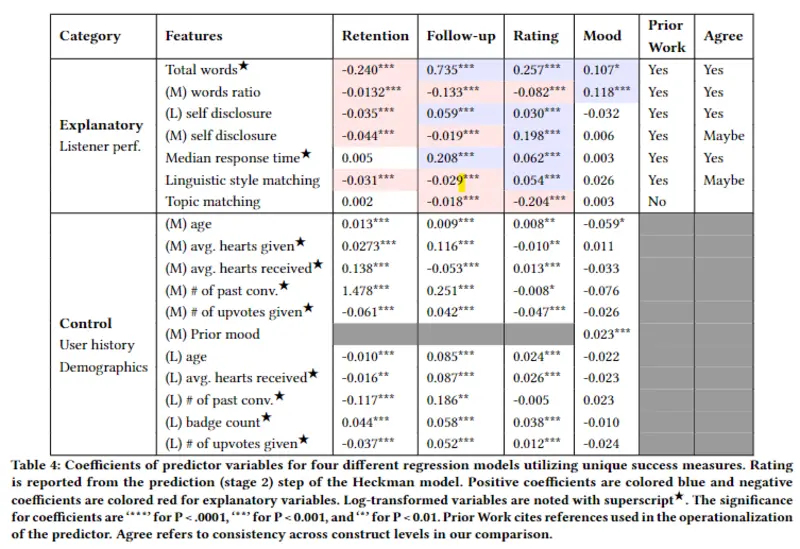 Category Features Retention Follow-up Rating Mood Prior Work Agree
Total words★ -0.240*** 0.735*** 0.257*** 0.107* Yes Yes
(M) words ratio -0.0132*** -0.133*** -0.082*** 0.118*** Yes Yes
(L) self disclosure -0.035*** 0.059*** 0.030*** -0.032 Yes Yes
Explanatory (M) self disclosure -0.044*** -0.019*** 0.198*** 0.006 Yes Maybe
Listener perf. Median response time★ 0.005 0.208*** 0.062*** 0.003 Yes Yes
Linguistic style matching -0.031*** -0.029*** 0.054*** 0.026 Yes Maybe
Topic matching 0.002 -0.018*** -0.204*** 0.003 No
(M) age 0.013*** 0.009*** 0.008** -0.059*
(M) avg. hearts given★ 0.0273*** 0.116*** -0.010** 0.011
(M) avg. hearts received★ 0.138*** -0.053*** 0.013*** -0.033
(M) # of past conv.★ 1.478*** 0.251*** -0.008* -0.076
Control (M) # of upvotes given★ -0.061*** 0.042*** -0.047*** -0.026
User history (M) Prior mood 0.023***
Demographics (L) age -0.010*** 0.085*** 0.024*** -0.022
(L) avg. hearts received★ -0.016** 0.087*** 0.026*** -0.023
(L) # of past conv.★ -0.117*** 0.186** -0.005 0.023
(L) badge count★ 0.044*** 0.058*** 0.038*** -0.010
(L) # of upvotes given★ -0.037*** 0.052*** 0.012*** -0.024
Table 4: Coefficients of predictor variables for four different regression models utilizing unique success measures. Rating
is reported from the prediction (stage 2) step of the Heckman model. Positive coefficients are colored blue and negative
coefficients are colored red for explanatory variables. Log-transformed variables are noted with superscript★. The significance
for coefficients are ‘***’ for P < .0001, ‘**’ for P < 0.001, and ‘*’ for P < 0.01. Prior Work cites references used in the operationalization
of the predictor. Agree refers to consistency across construct levels in our comparison.